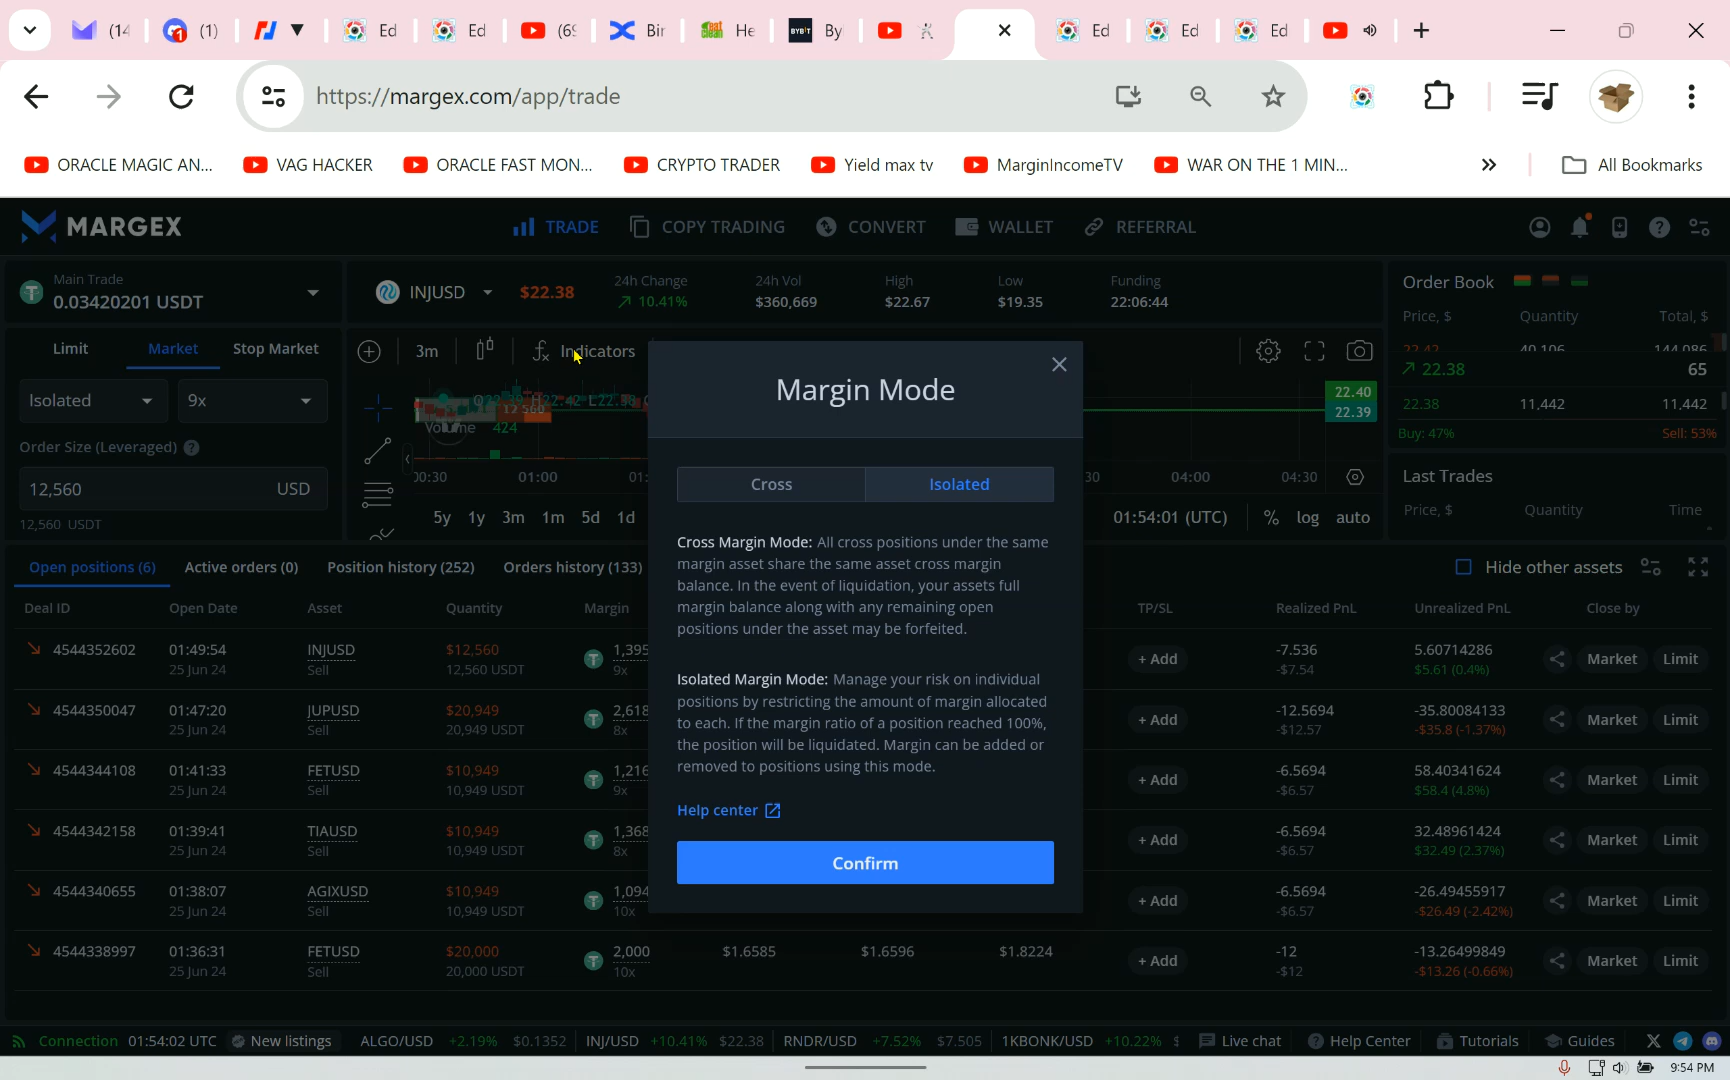 (14
(1)
Ed
Ed
(69
Bir
He
BYBIT
By
Ed
Ed
Ed
https://margex.com/app/trade
ORACLE MAGIC AN...
VAG HACKER
ORACLE FAST MON...
CRYPTO TRADER
Yield max tv
MarginIncomeTV
WAR ON THE 1 MIN...
All Bookmarks
MARGEX
TRADE
COPY TRADING
CONVERT
WALLET
REFERRAL
Main Trade
0.03420201 USDT
INJUSD
$22.38
24h Change
10.41%
24h Vol
$360,669
High
$22.67
Low
$19.35
Funding
22:06:44
Order Book
Price, $ Quantity Total, $
22.42 40,106 144,086
22.38 65
22.38 11,442 11,442
Buy: 47% Sell: 53%
Last Trades
Price, $ Quantity Time
Limit Market Stop Market
Isolated 9x
Order Size (Leveraged)
12,560 USD
12,560 USDT
3m Indicators
12 560
Volume 424
22.40
22.39
01:00
04:00 04:30
5y 1y 3m 1m 5d 1d
01:54:01 (UTC) % log auto
Margin Mode
Cross Isolated
Cross Margin Mode: All cross positions under the same
margin asset share the same asset cross margin
balance. In the event of liquidation, your assets full
margin balance along with any remaining open
positions under the asset may be forfeited.
Isolated Margin Mode: Manage your risk on individual
positions by restricting the amount of margin allocated
to each. If the margin ratio of a position reached 100%,
the position will be liquidated. Margin can be added or
removed to positions using this mode.
Help center
Confirm
Open positions (6) Active orders (0) Position history (252) Orders history (133)
Hide other assets
Deal ID Open Date Asset Quantity Margin TP/SL Realized PnL Unrealized PnL Close by
4544352602 01:49:54 INJUSD $12,560 1,395 + Add -7.536 5.60714286 Market Limit
25 Jun 24 Sell 12,560 USDT 9x -$7.54 $5.61 (0.4%)
4544350047 01:47:20 JUPUSD $20,949 2,618 + Add -12.5694 -35.80084133 Market Limit
25 Jun 24 Sell 20,949 USDT 8x -$12.57 -$35.8 (-1.37%)
4544344108 01:41:33 FETUSD $10,949 1,216 + Add -6.5694 58.40341624 Market Limit
25 Jun 24 Sell 10,949 USDT 9x -$6.57 $58.4 (4.8%)
4544342158 01:39:41 TIAUSD $10,949 1,368 + Add -6.5694 32.48961424 Market Limit
25 Jun 24 Sell 10,949 USDT 8x -$6.57 $32.49 (2.37%)
4544340655 01:38:07 AGIXUSD $10,949 1,094 + Add -6.5694 -26.49455917 Market Limit
25 Jun 24 Sell 10,949 USDT 10x -$6.57 -$26.49 (-2.42%)
4544338997 01:36:31 FETUSD $20,000 2,000 $1.6585 $1.6596 $1.8224 + Add -12 -13.26499849 Market Limit
25 Jun 24 Sell 20,000 USDT 10x -$12 -$13.26 (-0.66%)
Connection 01:54:02 UTC New listings ALGO/USD +2.19% $0.1352 INJ/USD +10.41% $22.38 RNDR/USD +7.52% $7.505 1KBONK/USD +10.22% Live chat Help Center Tutorials Guides
9:54 PM